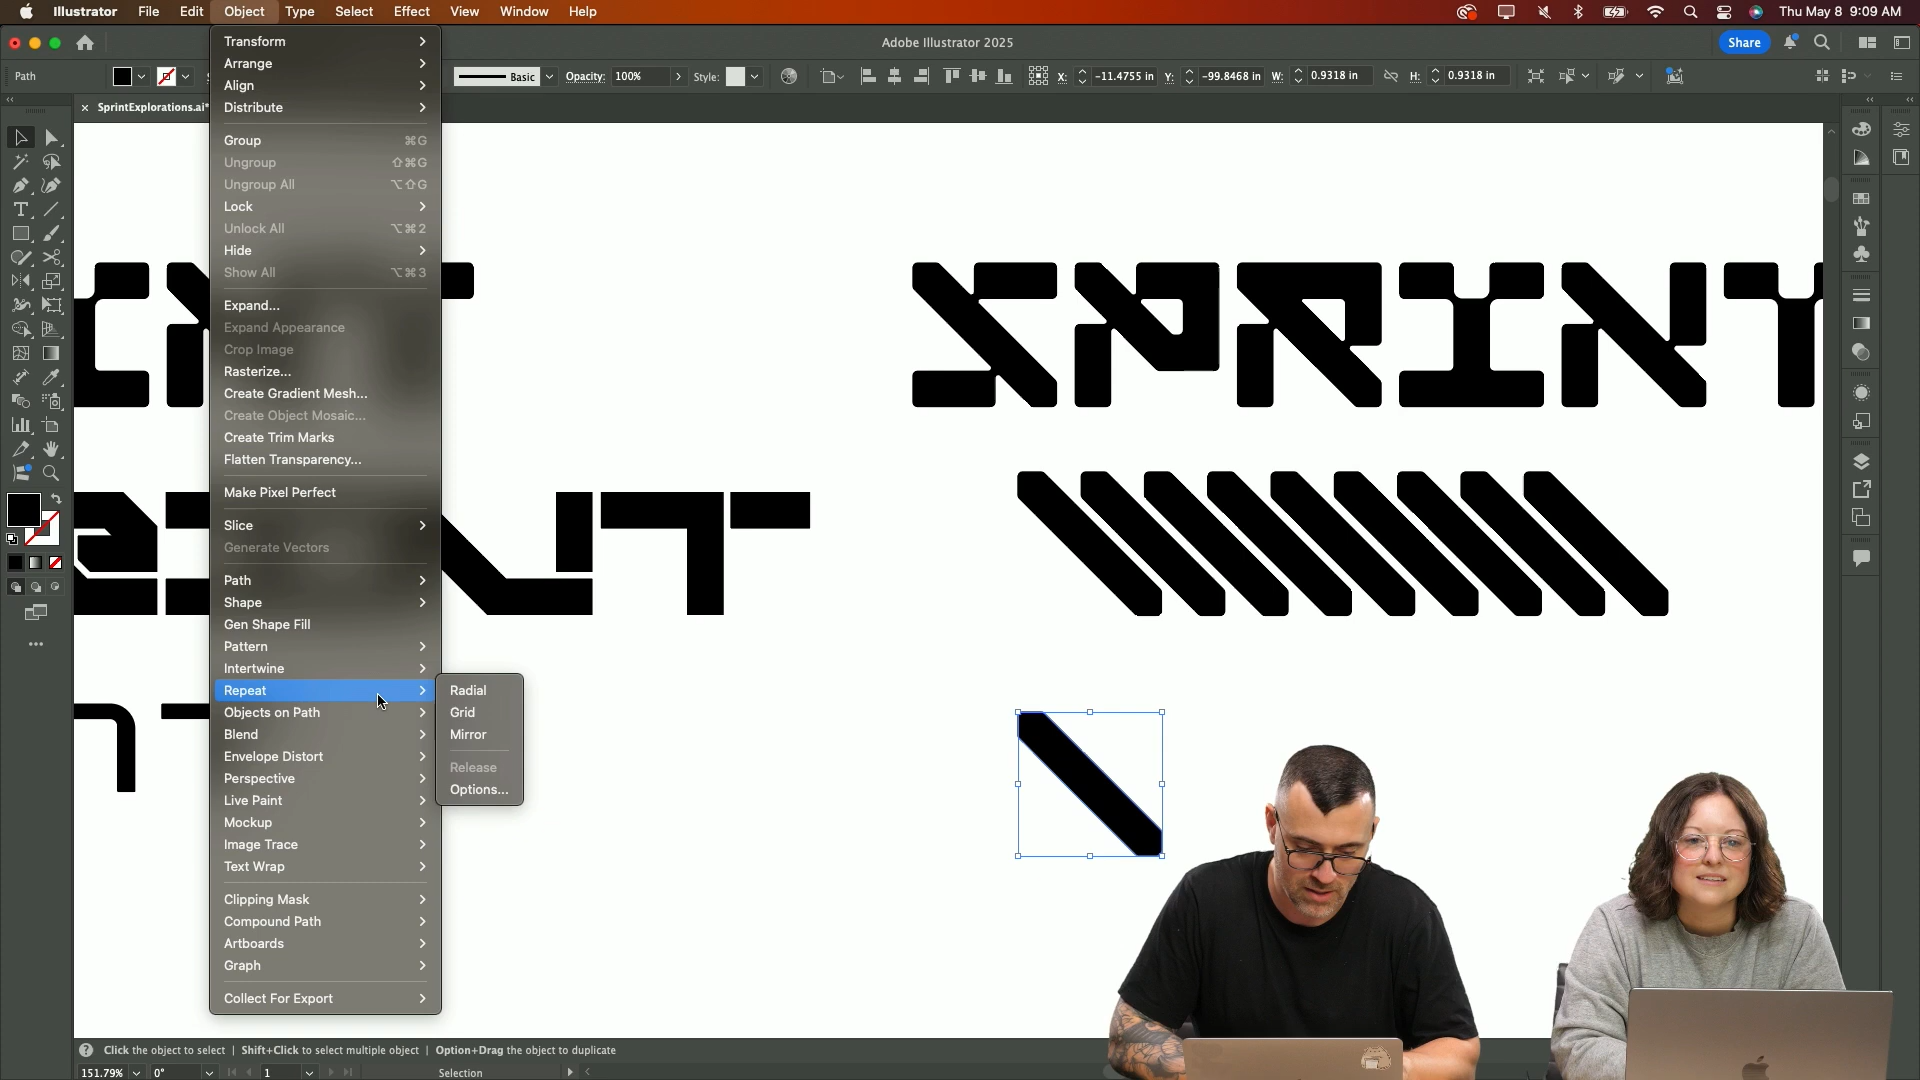 Illustrator File Edit Object Type Select Effect View Window Help Thu May 8 9:09 AM
Adobe Illustrator 2025 Share
Path Basic Opacity: 100% Style: X: -11.4755 in Y: -99.8468 in W: 0.9318 in H: 0.9318 in
× SprintExplorations.ai*
Transform
Arrange
Align
Distribute
Group ⌘G
Ungroup ⇧⌘G
Ungroup All ⌥⇧G
Lock
Unlock All ⌥⌘2
Hide
Show All ⌥⌘3
Expand...
Expand Appearance
Crop Image
Rasterize...
Create Gradient Mesh...
Create Object Mosaic...
Create Trim Marks
Flatten Transparency...
Make Pixel Perfect
Slice
Generate Vectors
Path
Shape
Gen Shape Fill
Pattern
Intertwine
Repeat
Objects on Path
Blend
Envelope Distort
Perspective
Live Paint
Mockup
Image Trace
Text Wrap
Clipping Mask
Compound Path
Artboards
Graph
Collect For Export
Radial
Grid
Mirror
Release
Options...
SPRINT
Click the object to select | Shift+Click to select multiple object | Option+Drag the object to duplicate
151.79% 0° 1 Selection